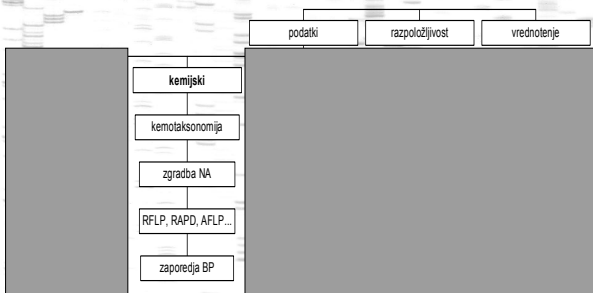 podatki
razpoložljivost
vrednotenje
kemijski
kemotaksonomija
zgradba NA
RFLP, RAPD, AFLP...
zaporedja BP